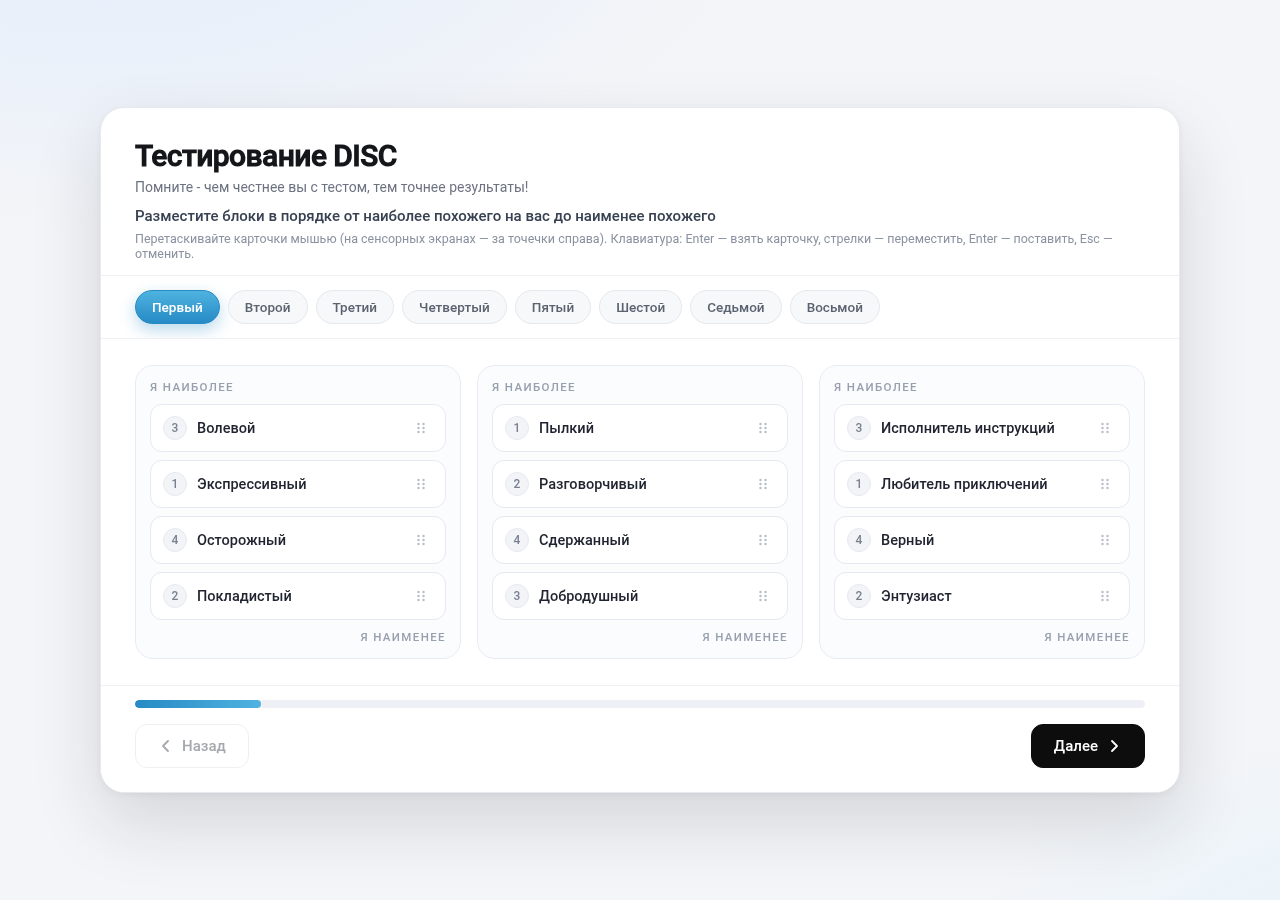 Тестирование DISC
Помните - чем честнее вы с тестом, тем точнее результаты!
Разместите блоки в порядке от наиболее похожего на вас до наименее похожего
Перетаскивайте карточки мышью (на сенсорных экранах — за точечки справа). Клавиатура: Enter — взять карточку, стрелки — переместить, Enter — поставить, Esc —
отменить.
Первый Второй Третий Четвертый Пятый Шестой Седьмой Восьмой
Я НАИБОЛЕЕ
3 Волевой
1 Экспрессивный
4 Осторожный
2 Покладистый
Я НАИМЕНЕЕ
Я НАИБОЛЕЕ
1 Пылкий
2 Разговорчивый
4 Сдержанный
3 Добродушный
Я НАИМЕНЕЕ
Я НАИБОЛЕЕ
3 Исполнитель инструкций
1 Любитель приключений
4 Верный
2 Энтузиаст
Я НАИМЕНЕЕ
Назад
Далее